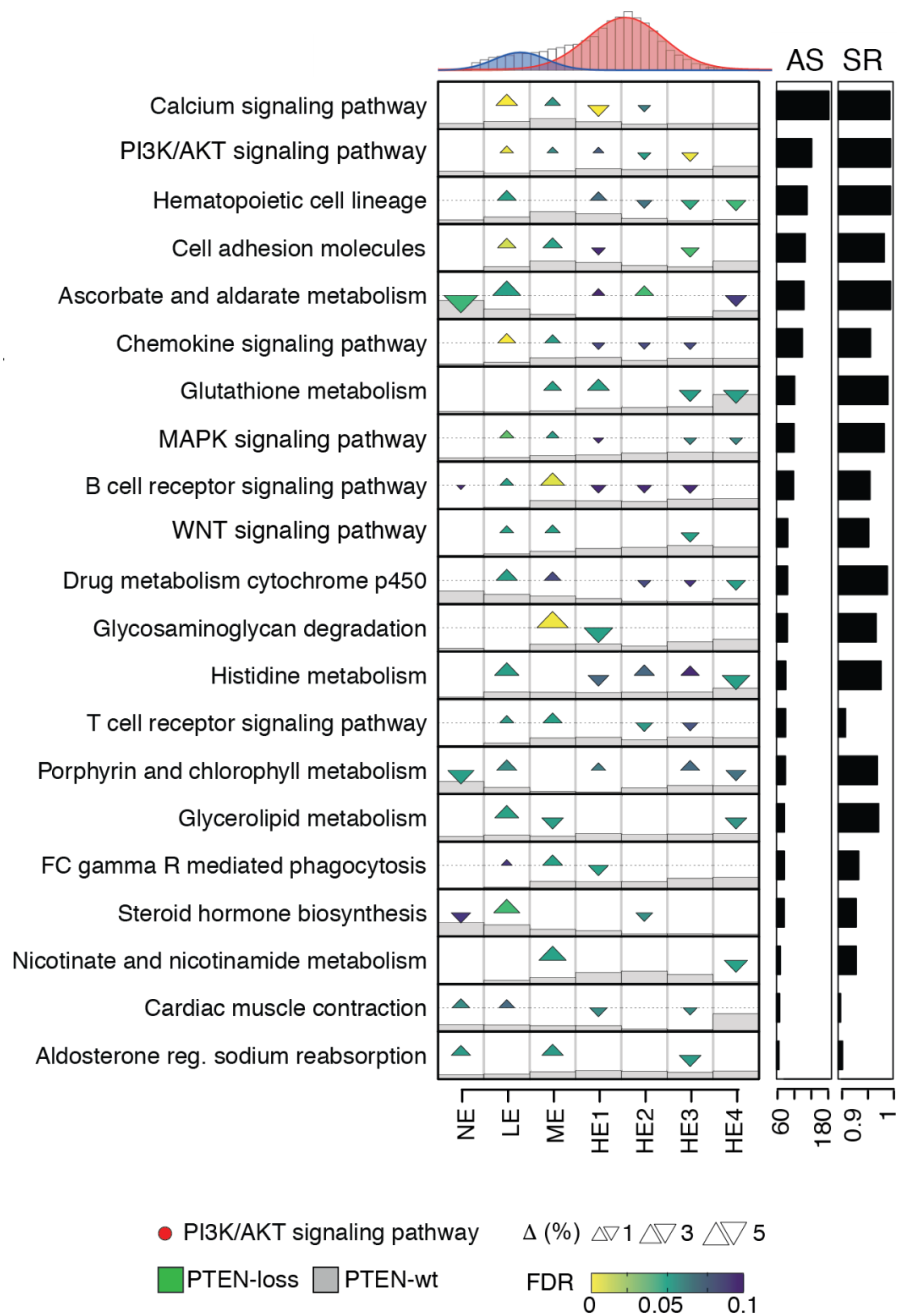 AS SR
Calcium signaling pathway
PI3K/AKT signaling pathway
Hematopoietic cell lineage
Cell adhesion molecules
Ascorbate and aldarate metabolism
Chemokine signaling pathway
Glutathione metabolism
MAPK signaling pathway
B cell receptor signaling pathway
WNT signaling pathway
Drug metabolism cytochrome p450
Glycosaminoglycan degradation
Histidine metabolism
T cell receptor signaling pathway
Porphyrin and chlorophyll metabolism
Glycerolipid metabolism
FC gamma R mediated phagocytosis
Steroid hormone biosynthesis
Nicotinate and nicotinamide metabolism
Cardiac muscle contraction
Aldosterone reg. sodium reabsorption
NE LE ME HE1 HE2 HE3 HE4 60 180 0.9 1
PI3K/AKT signaling pathway Δ (%) 1 3 5
PTEN-loss PTEN-wt FDR
0 0.05 0.1